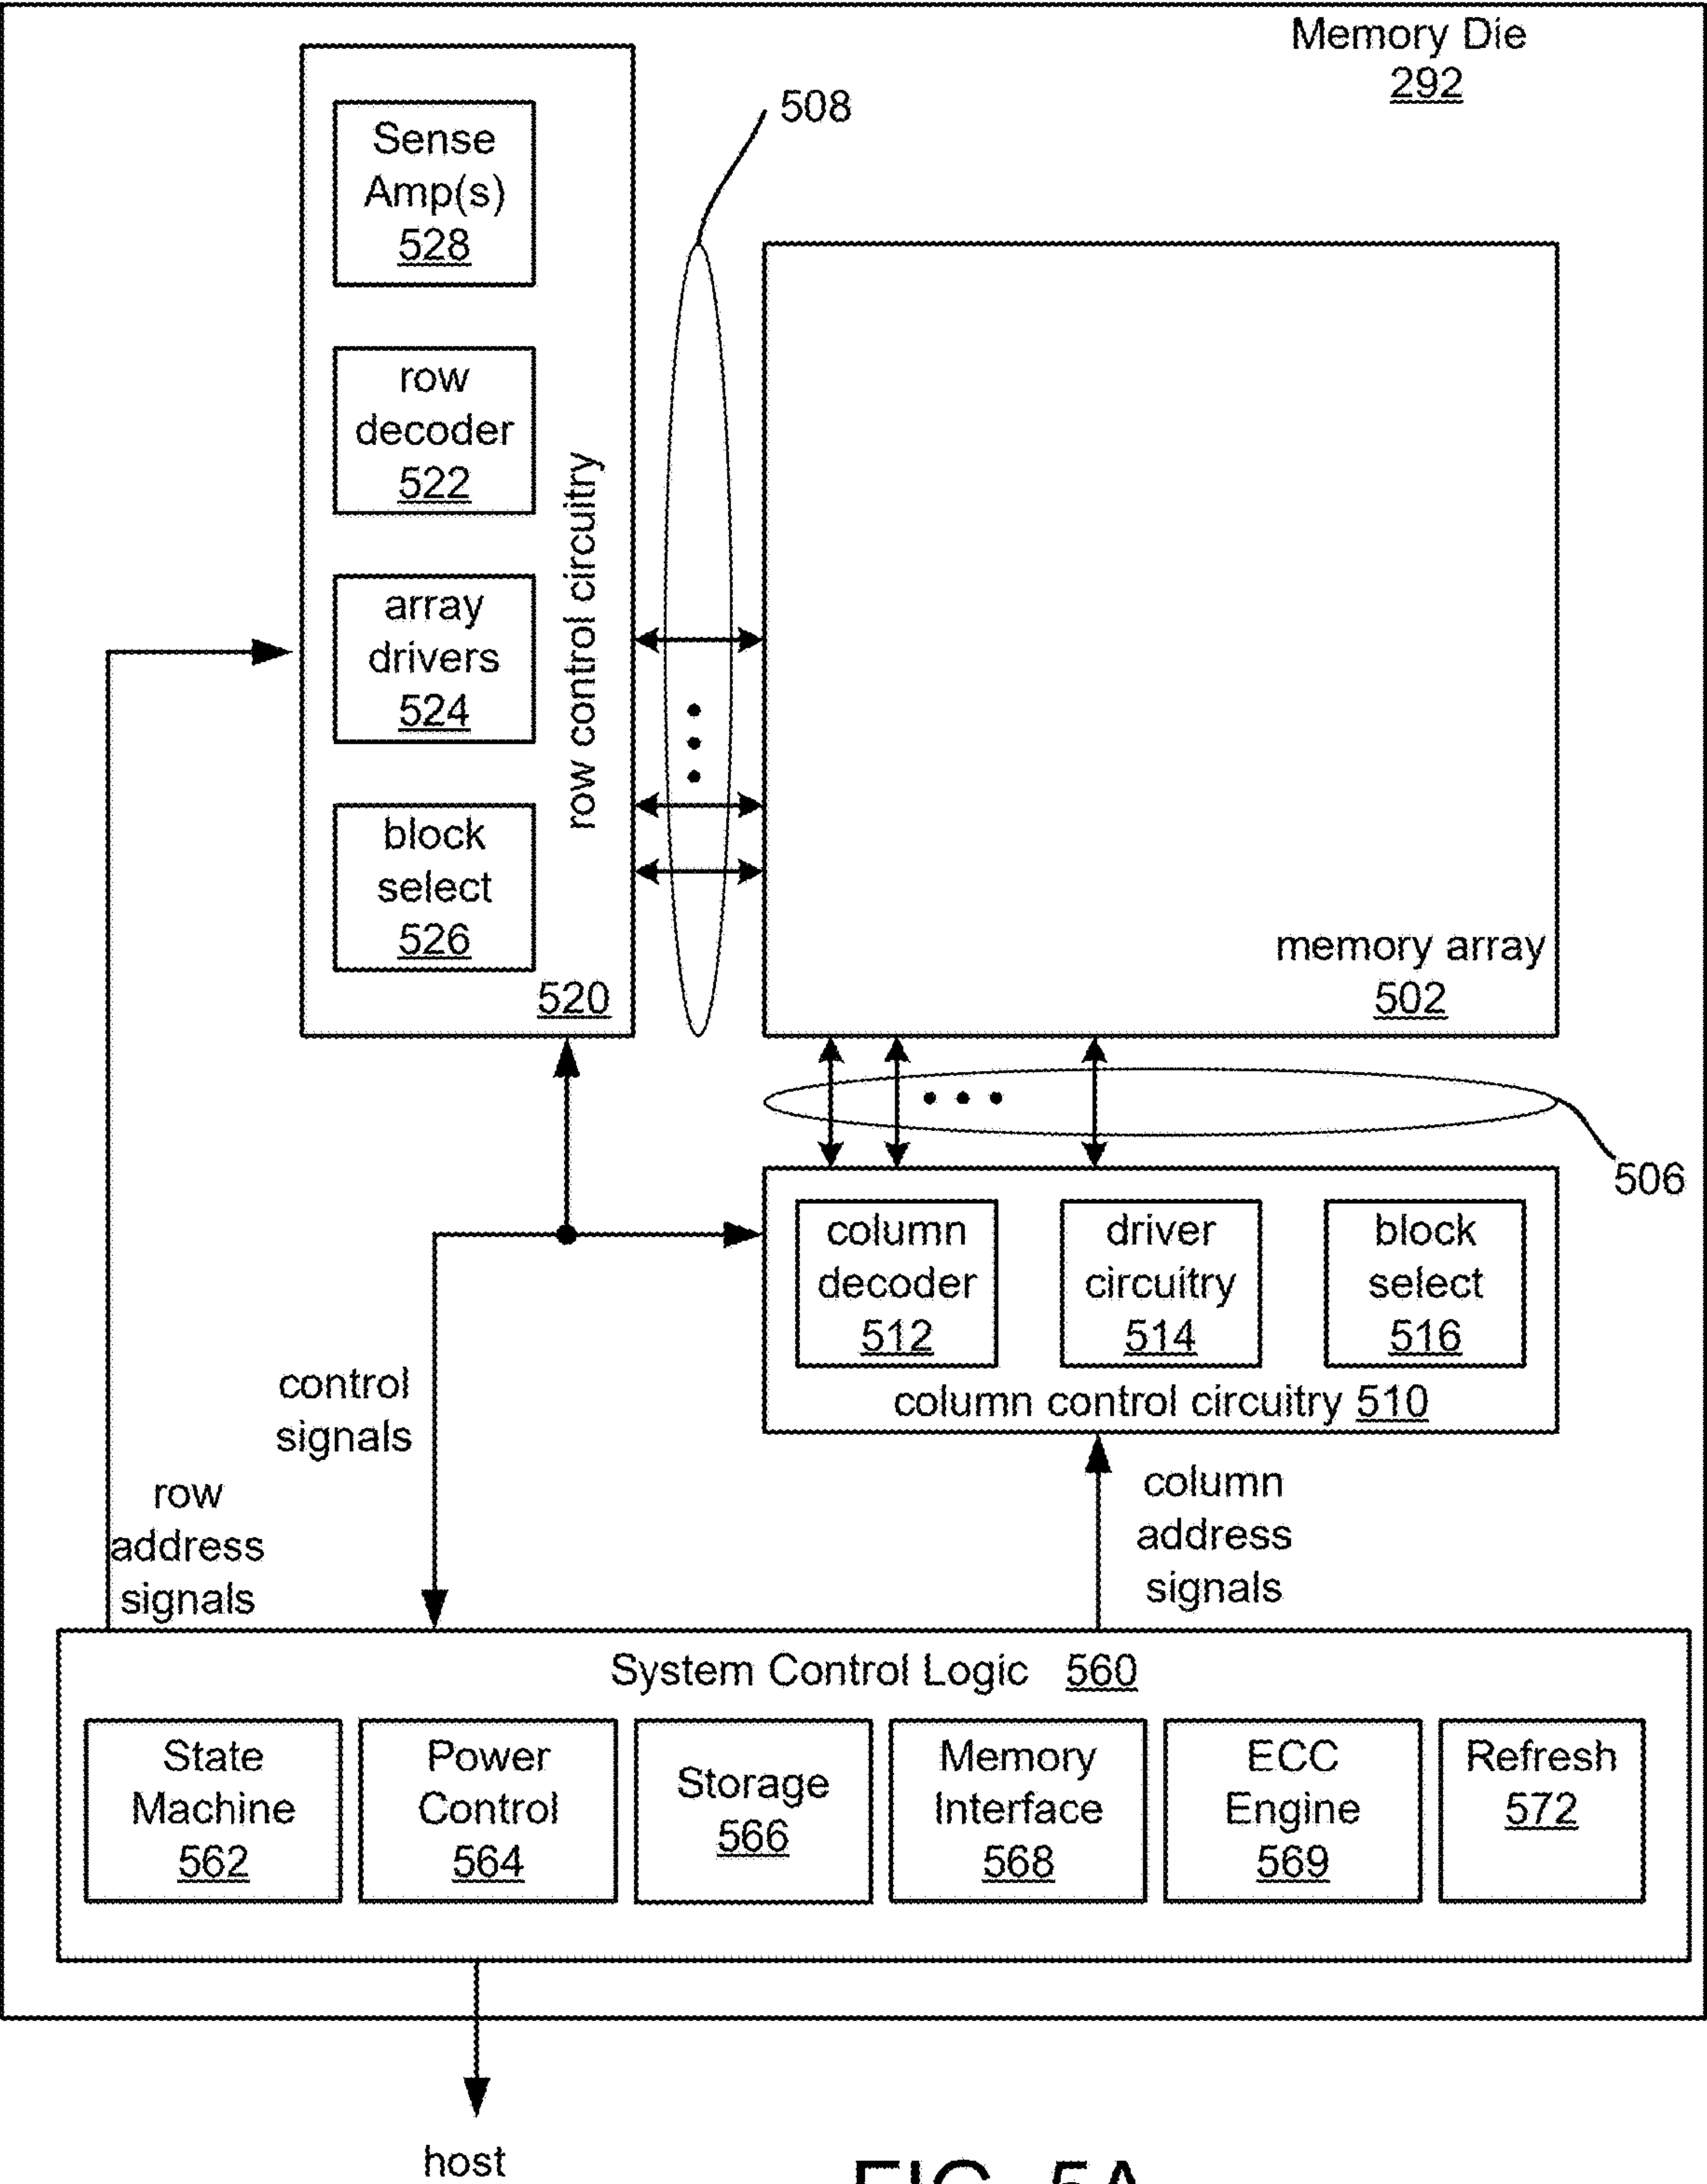 Memory Die
292
508
Sense
Amp(s)
528
row
decoder
522
array
drivers
524
block
select
526
row control circuitry
520
memory array
502
506
column
decoder
512
driver
circuitry
514
block
select
516
column control circuitry 510
control
signals
row
address
signals
column
address
signals
System Control Logic 560
State
Machine
562
Power
Control
564
Storage
566
Memory
Interface
568
ECC
Engine
569
Refresh
572
host
FIG. 5A